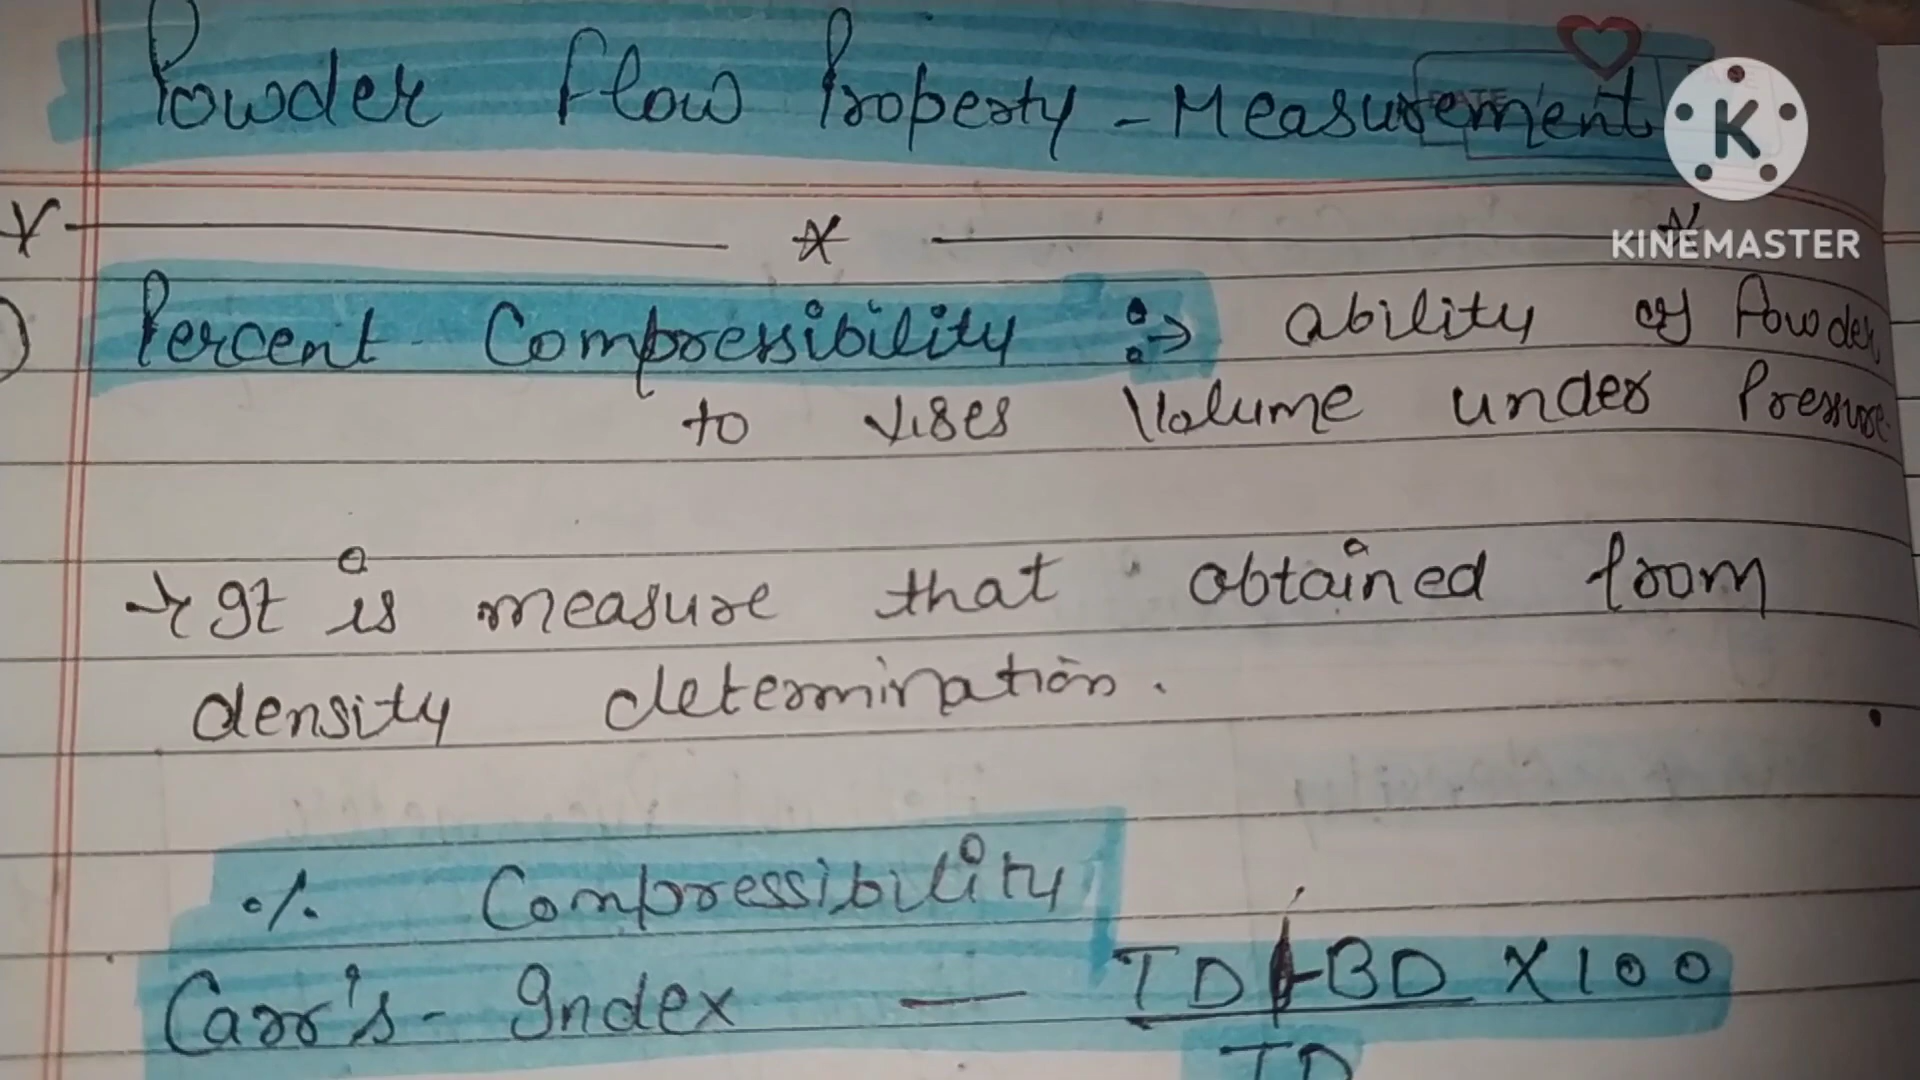 Powder Flow Property - Measurement
K
KINEMASTER
Percent Compressibility :→ ability of Powder
to Volume under Pressure
→ It is measure that obtained from
density determination.
% Compressibility
Carr's - Index — TD-BD X100
TD